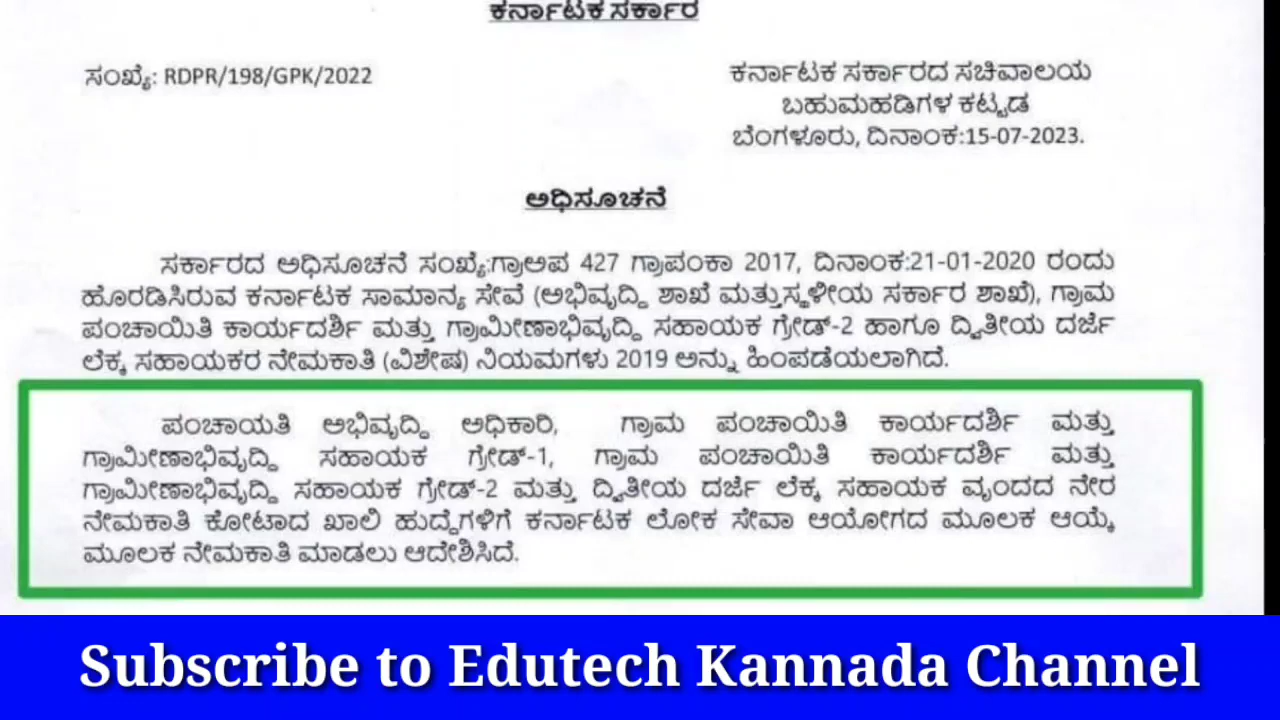 ಕರ್ನಾಟಕ ಸರ್ಕಾರ
ಸಂಖ್ಯೆ: RDPR/198/GPK/2022
ಕರ್ನಾಟಕ ಸರ್ಕಾರದ ಸಚಿವಾಲಯ
ಬಹುಮಹಡಿಗಳ ಕಟ್ಟಡ
ಬೆಂಗಳೂರು, ದಿನಾಂಕ:15-07-2023.
ಅಧಿಸೂಚನೆ
ಸರ್ಕಾರದ ಅಧಿಸೂಚನೆ ಸಂಖ್ಯೆ:ಗ್ರಾಅಪ 427 ಗ್ರಾಪಂಕಾ 2017, ದಿನಾಂಕ:21-01-2020 ರಂದು
ಹೊರಡಿಸಿರುವ ಕರ್ನಾಟಕ ಸಾಮಾನ್ಯ ಸೇವೆ (ಅಭಿವೃದ್ದಿ ಶಾಖೆ ಮತ್ತುಸ್ಥಳೀಯ ಸರ್ಕಾರ ಶಾಖೆ), ಗ್ರಾಮ
ಪಂಚಾಯಿತಿ ಕಾರ್ಯದರ್ಶಿ ಮತ್ತು ಗ್ರಾಮೀಣಾಭಿವೃದ್ದಿ ಸಹಾಯಕ ಗ್ರೇಡ್-2 ಹಾಗೂ ದ್ವಿತೀಯ ದರ್ಜೆ
ಲೆಕ್ಕ ಸಹಾಯಕರ ನೇಮಕಾತಿ (ವಿಶೇಷ) ನಿಯಮಗಳು 2019 ಅನ್ನು ಹಿಂಪಡೆಯಲಾಗಿದೆ.
ಪಂಚಾಯತಿ ಅಭಿವೃದ್ದಿ ಅಧಿಕಾರಿ, ಗ್ರಾಮ ಪಂಚಾಯಿತಿ ಕಾರ್ಯದರ್ಶಿ ಮತ್ತು
ಗ್ರಾಮೀಣಾಭಿವೃದ್ದಿ ಸಹಾಯಕ ಗ್ರೇಡ್-1, ಗ್ರಾಮ ಪಂಚಾಯಿತಿ ಕಾರ್ಯದರ್ಶಿ ಮತ್ತು
ಗ್ರಾಮೀಣಾಭಿವೃದ್ದಿ ಸಹಾಯಕ ಗ್ರೇಡ್-2 ಮತ್ತು ದ್ವಿತೀಯ ದರ್ಜೆ ಲೆಕ್ಕ ಸಹಾಯಕ ವೃಂದದ ನೇರ
ನೇಮಕಾತಿ ಕೋಟಾದ ಖಾಲಿ ಹುದ್ದೆಗಳಿಗೆ ಕರ್ನಾಟಕ ಲೋಕ ಸೇವಾ ಆಯೋಗದ ಮೂಲಕ ಆಯ್ಕೆ
ಮೂಲಕ ನೇಮಕಾತಿ ಮಾಡಲು ಆದೇಶಿಸಿದೆ.
Subscribe to Edutech Kannada Channel